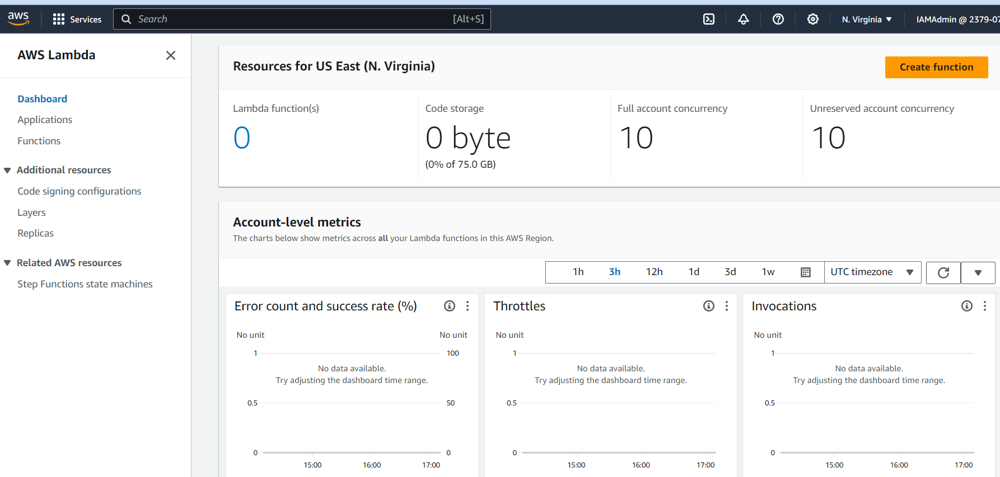 aws Services Search [Alt+S] N. Virginia IAMAdmin @ 2379-07
AWS Lambda
Dashboard
Applications
Functions
Additional resources
Code signing configurations
Layers
Replicas
Related AWS resources
Step Functions state machines
Resources for US East (N. Virginia)
Create function
Lambda function(s)
0
Code storage
0 byte
(0% of 75.0 GB)
Full account concurrency
10
Unreserved account concurrency
10
Account-level metrics
The charts below show metrics across all your Lambda functions in this AWS Region.
1h 3h 12h 1d 3d 1w UTC timezone
Error count and success rate (%)
No unit No unit
1 100
No data available.
Try adjusting the dashboard time range.
0.5 50
0 0
15:00 16:00 17:00
Throttles
No unit
1
No data available.
Try adjusting the dashboard time range.
0.5
0
15:00 16:00 17:00
Invocations
No unit
1
No data available.
Try adjusting the dashboard time range.
0.5
0
15:00 16:00 17:00